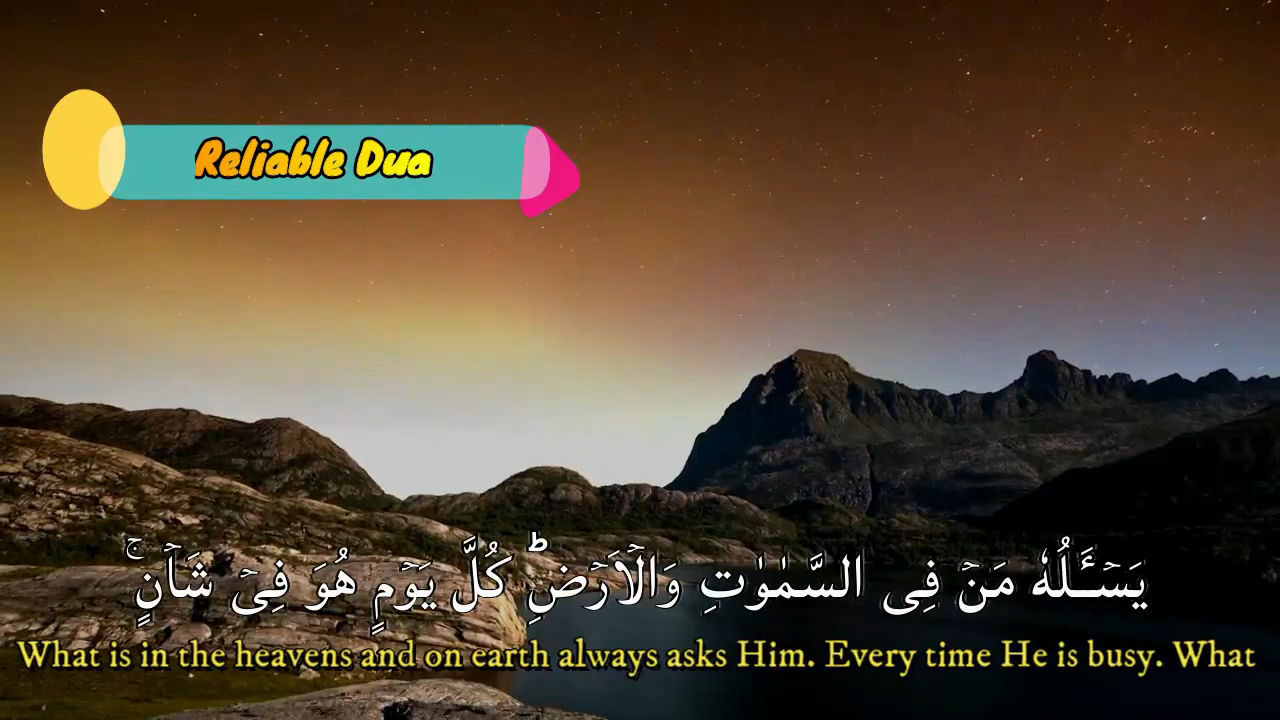 Reliable Dua
يَسۡـَٔـلُهٗ مَنۡ فِى السَّمٰوٰتِ وَالۡاَرۡضِ‌ؕ كُلَّ يَوۡمٍ هُوَ فِىۡ شَاۡنٍ‌ۚ
What is in the heavens and on earth always asks Him. Every time He is busy. What